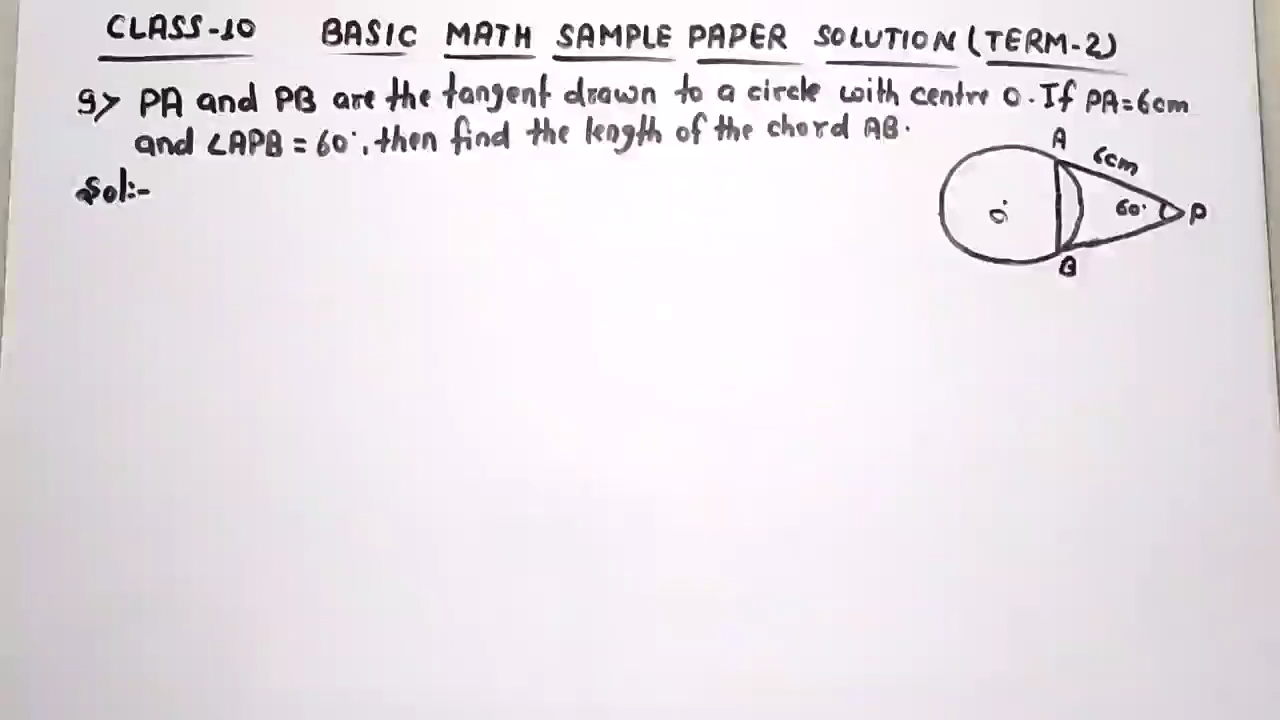 CLASS-10 BASIC MATH SAMPLE PAPER SOLUTION (TERM-2)
9> PA and PB are the tangent drawn to a circle with centre O. If PA=6cm
and ∠APB = 60°, then find the length of the chord AB.
Sol:-
A
6cm
O
60°
P
B